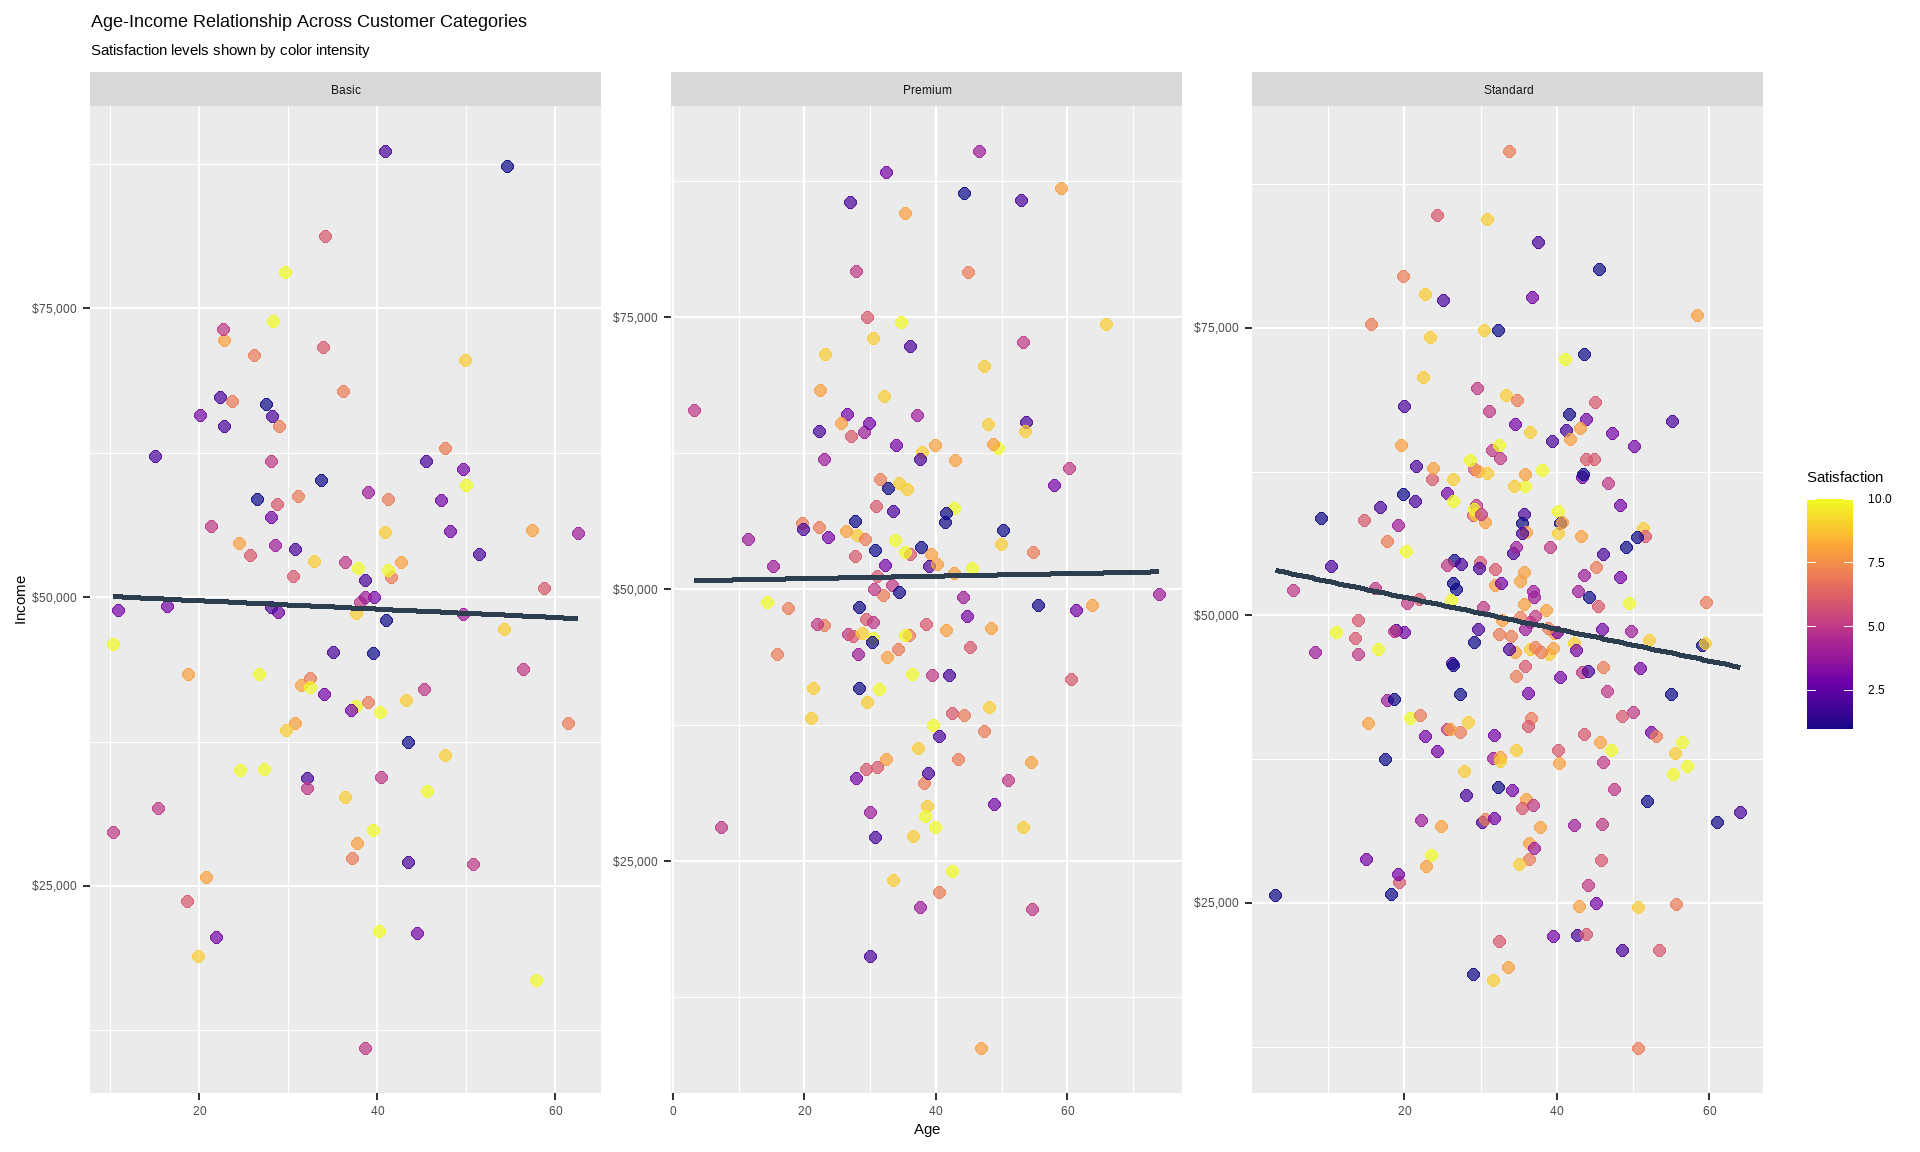 Age-Income Relationship Across Customer Categories
Satisfaction levels shown by color intensity
Basic
Premium
Standard
Income
$75,000
$50,000
$25,000
$75,000
$50,000
$25,000
$75,000
$50,000
$25,000
20
40
60
0
20
40
60
20
40
60
Age
Satisfaction
10.0
7.5
5.0
2.5